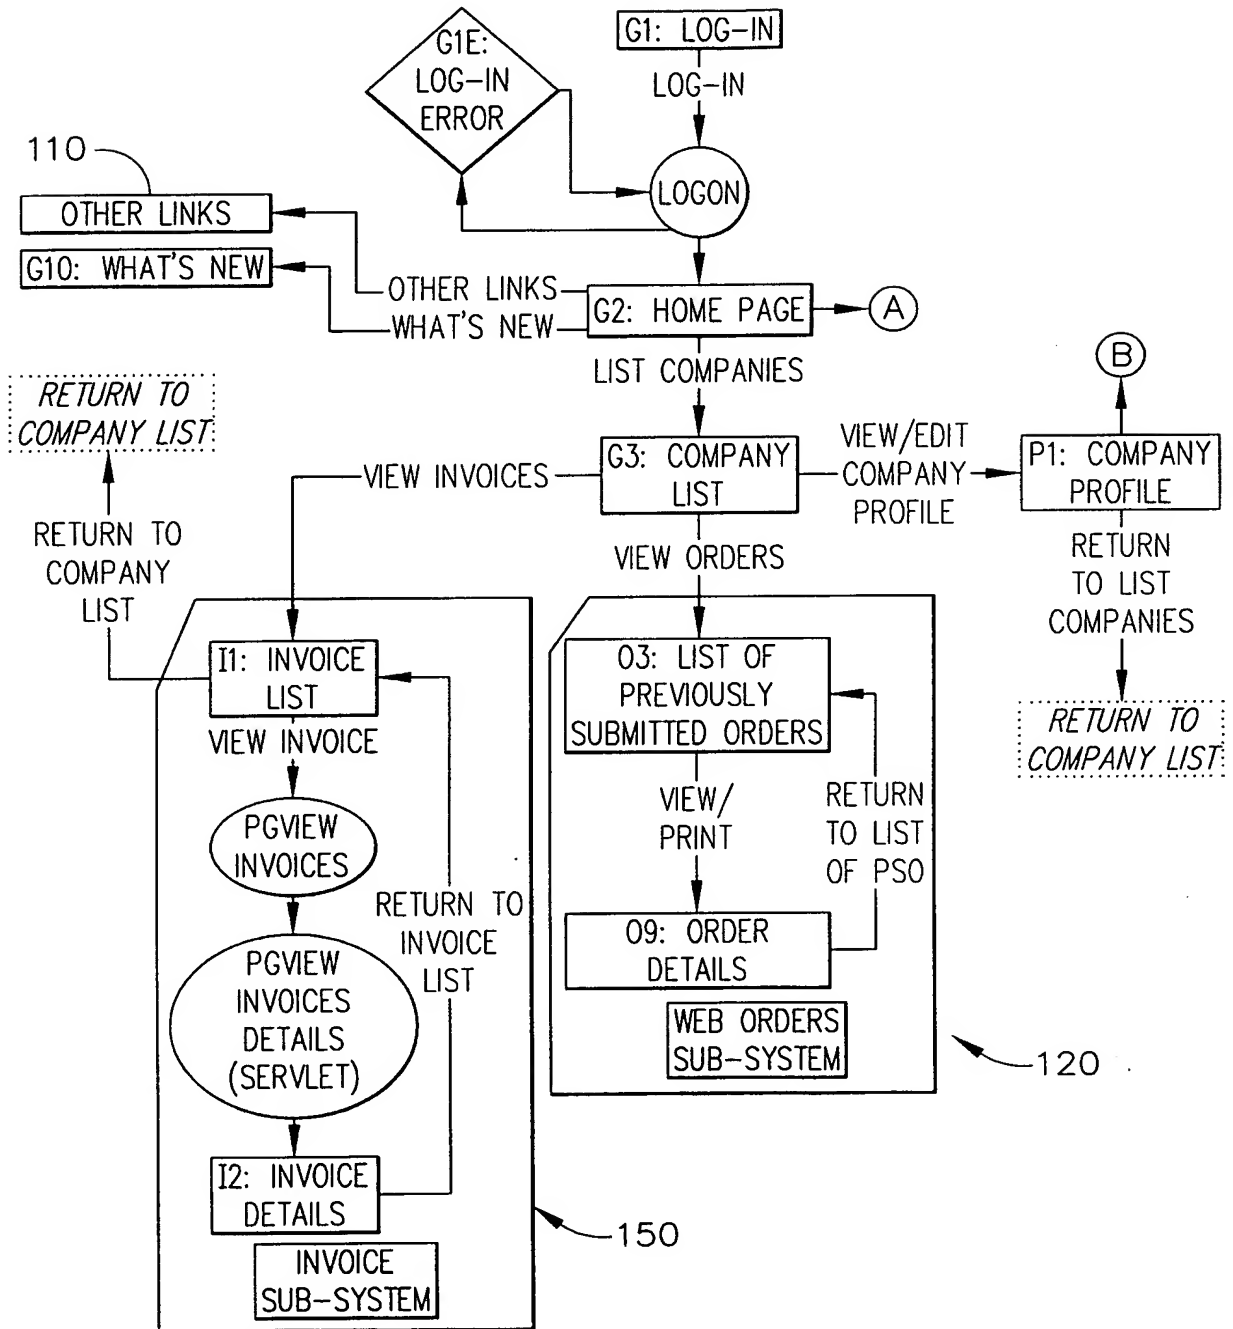 G1: LOG-IN
G1E:
LOG-IN
ERROR
LOG-IN
110
LOGON
OTHER LINKS
G10: WHAT'S NEW
OTHER LINKS
WHAT'S NEW
G2: HOME PAGE
A
LIST COMPANIES
B
RETURN TO
COMPANY LIST
VIEW INVOICES
G3: COMPANY
LIST
VIEW/EDIT
COMPANY
PROFILE
P1: COMPANY
PROFILE
RETURN TO
COMPANY
LIST
VIEW ORDERS
RETURN
TO LIST
COMPANIES
I1: INVOICE
LIST
O3: LIST OF
PREVIOUSLY
SUBMITTED ORDERS
RETURN TO
COMPANY LIST
VIEW INVOICE
VIEW/
PRINT
RETURN
TO LIST
OF PSO
PGVIEW
INVOICES
RETURN TO
INVOICE
LIST
O9: ORDER
DETAILS
PGVIEW
INVOICES
DETAILS
(SERVLET)
WEB ORDERS
SUB-SYSTEM
120
I2: INVOICE
DETAILS
150
INVOICE
SUB-SYSTEM